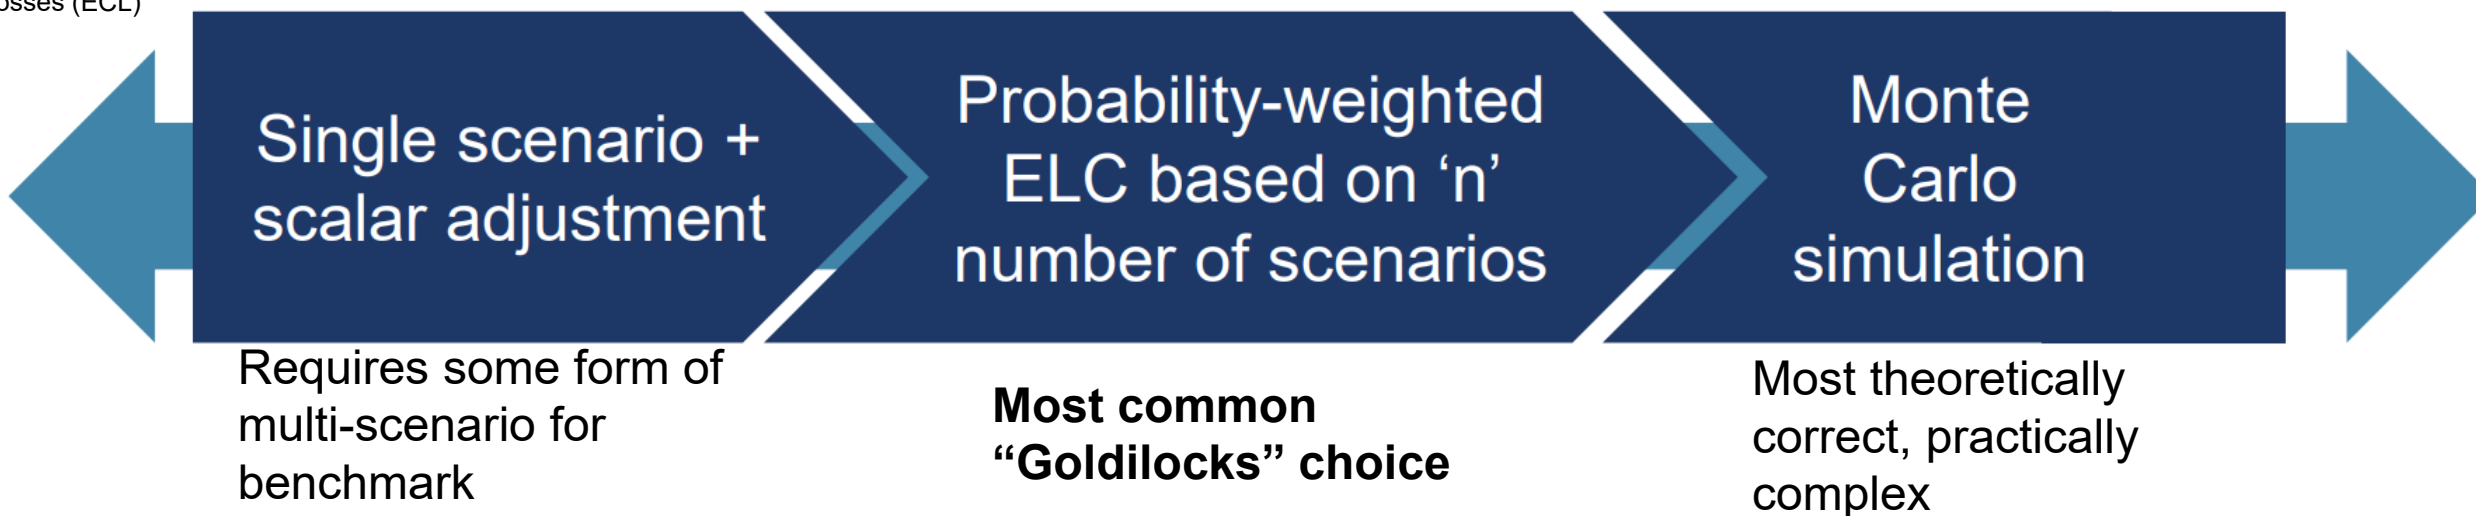 (ECL)
Single scenario +
scalar adjustment
Probability-weighted
ELC based on ‘n’
number of scenarios
Monte
Carlo
simulation
Requires some form of
multi-scenario for
benchmark
Most common
“Goldilocks” choice
Most theoretically
correct, practically
complex